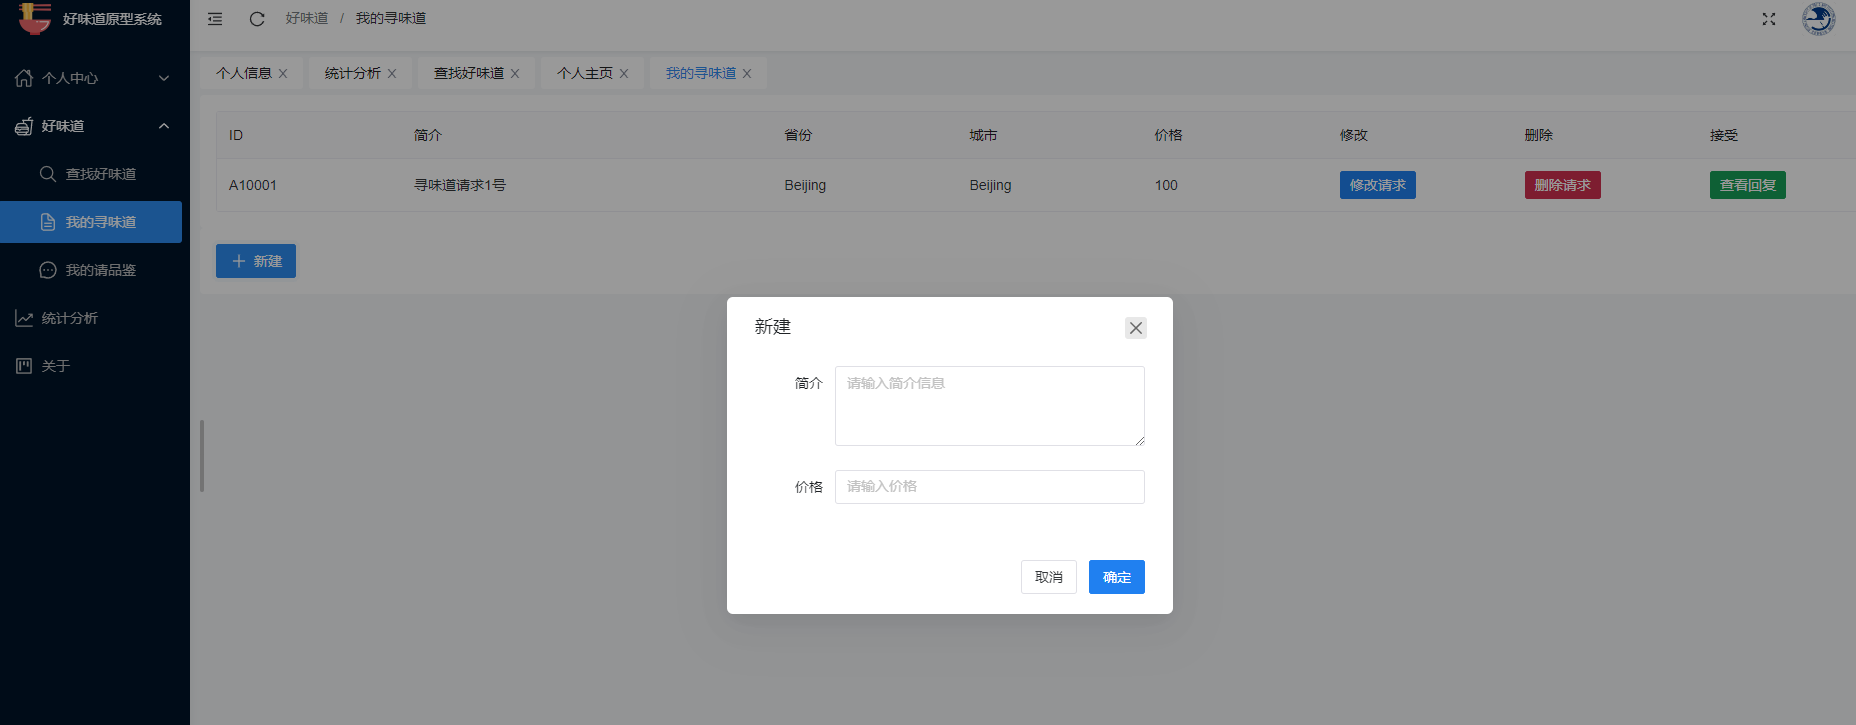 好味道原型系统
好味道 / 我的寻味道
个人中心
好味道
查找好味道
我的寻味道
我的请品鉴
统计分析
关于
个人信息 统计分析 查找好味道 个人主页 我的寻味道
ID 简介 省份 城市 价格 修改 删除 接受
A10001 寻味道请求1号 Beijing Beijing 100 修改请求 删除请求 查看回复
新建
新建
简介 请输入简介信息
价格 请输入价格
取消 确定